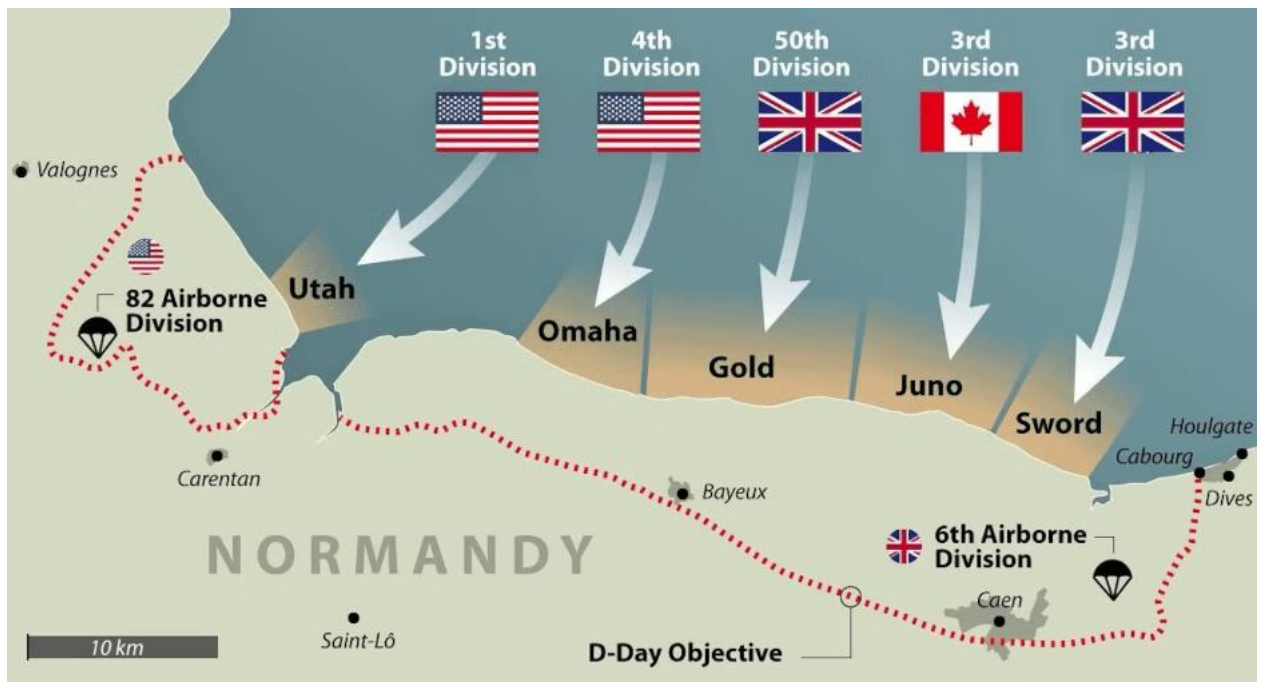 1st
Division
4th
Division
50th
Division
3rd
Division
3rd
Division
Valognes
82 Airborne
Division
Utah
Omaha
Gold
Juno
Sword
Houlgate
Cabourg
Dives
Carentan
Bayeux
NORMANDY
6th Airborne
Division
Caen
Saint-Lô
D-Day Objective
10 km